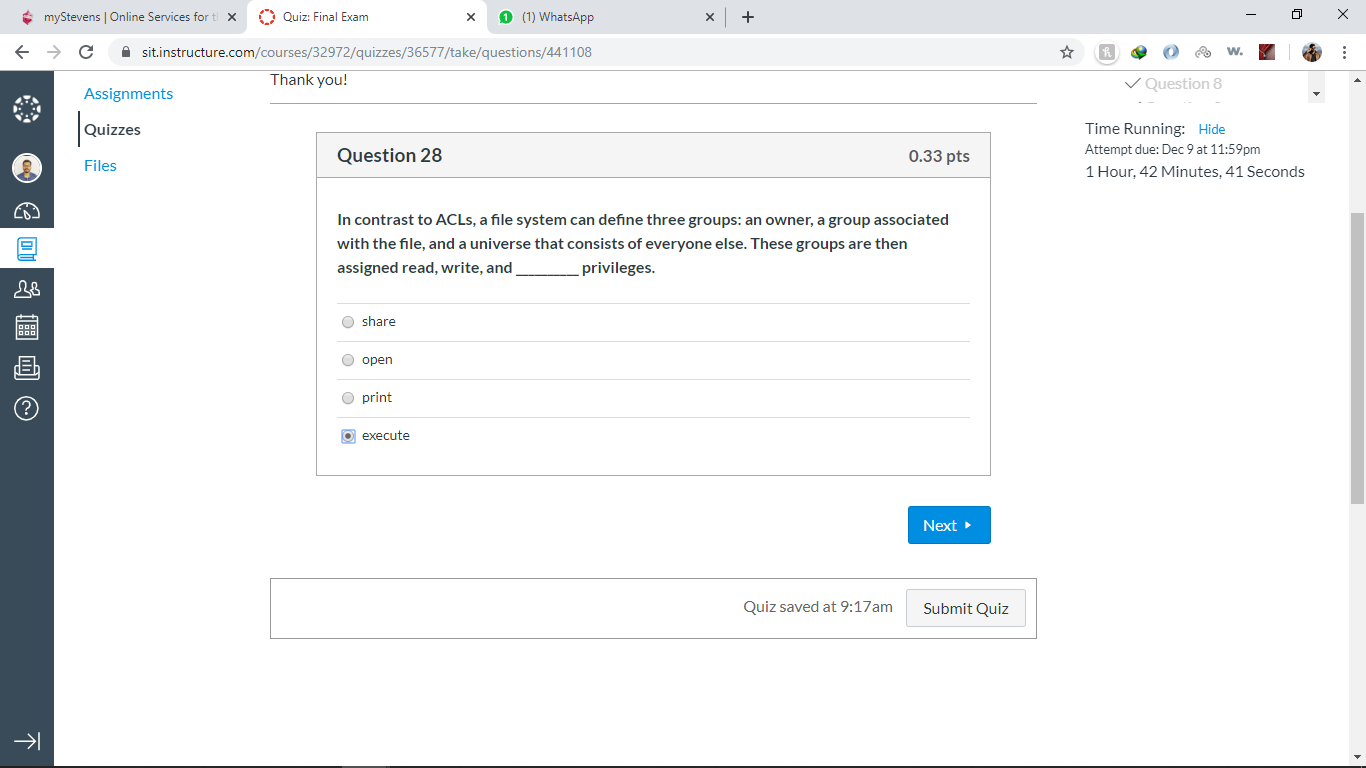 myStevens | Online Services for t
Quiz: Final Exam
(1) WhatsApp
sit.instructure.com/courses/32972/quizzes/36577/take/questions/441108
Thank you!
Assignments
Quizzes
Files
Question 8
Time Running: Hide
Attempt due: Dec 9 at 11:59pm
1 Hour, 42 Minutes, 41 Seconds
Question 28
0.33 pts
In contrast to ACLs, a file system can define three groups: an owner, a group associated
with the file, and a universe that consists of everyone else. These groups are then
assigned read, write, and __________ privileges.
share
open
print
execute
Next
Quiz saved at 9:17am
Submit Quiz